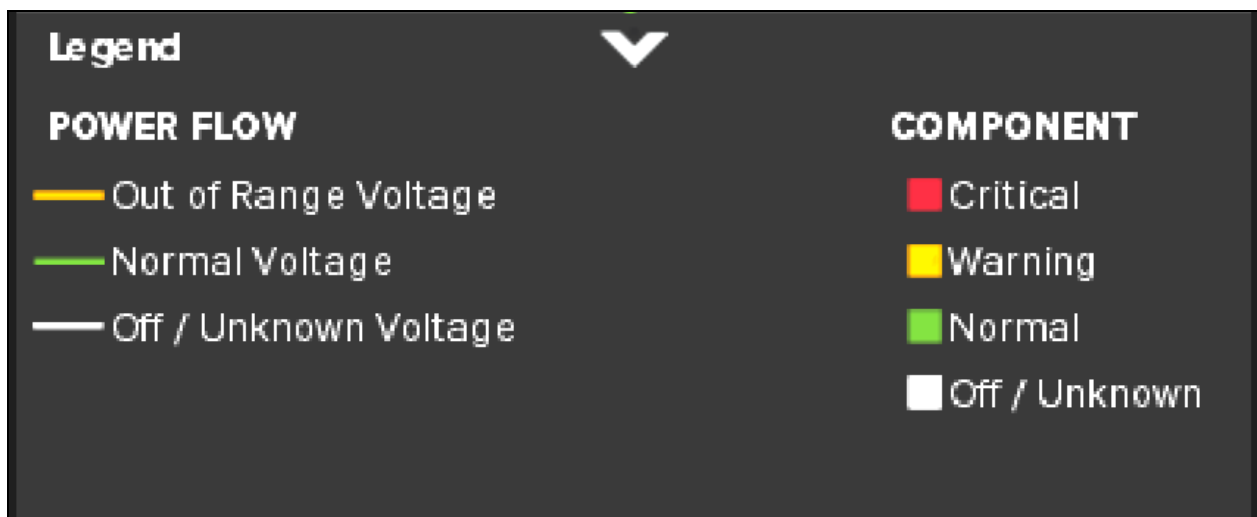 Legend
POWER FLOW
Out of Range Voltage
Normal Voltage
Off / Unknown Voltage
COMPONENT
Critical
Warning
Normal
Off / Unknown